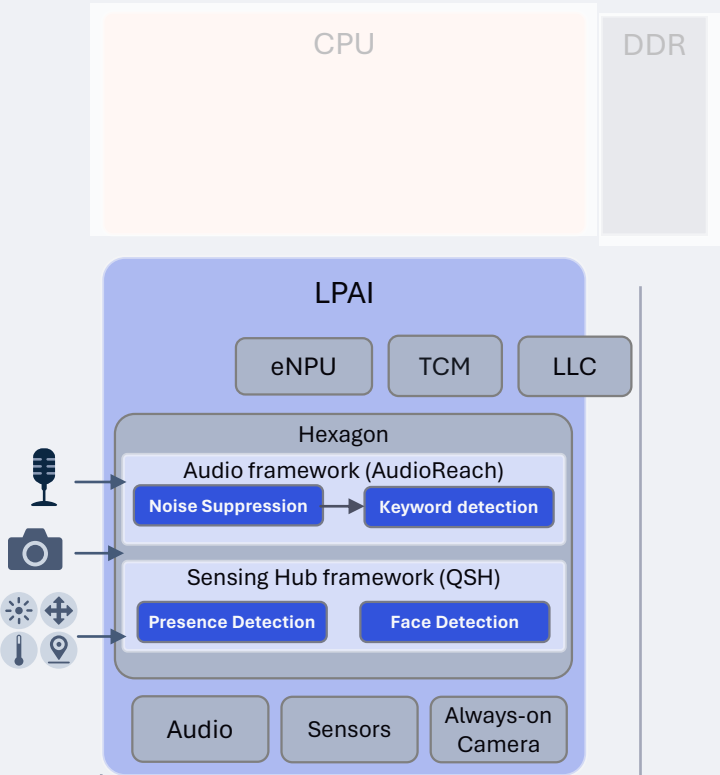 CPU
DDR
LPAI
eNPU
TCM
LLC
Hexagon
Audio framework (AudioReach)
Noise Suppression
Keyword detection
Sensing Hub framework (QSH)
Presence Detection
Face Detection
Audio
Sensors
Always-on
Camera